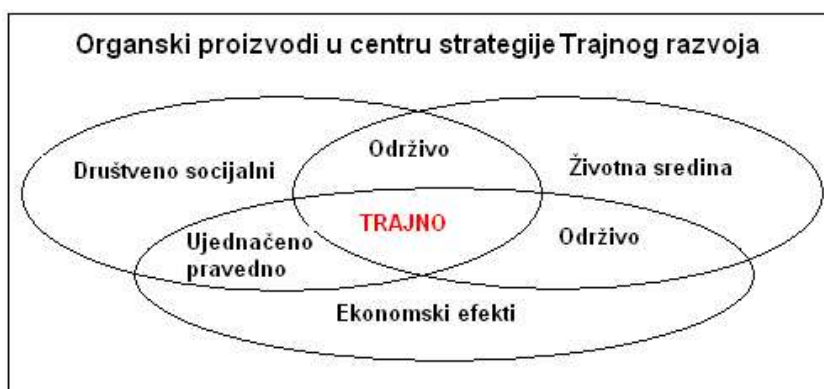 Organski proizvodi u centru strategije Trajnog razvoja
Održivo
Društveno socijalni
Životna sredina
TRAJNO
Ujednačeno
pravedno
Održivo
Ekonomski efekti